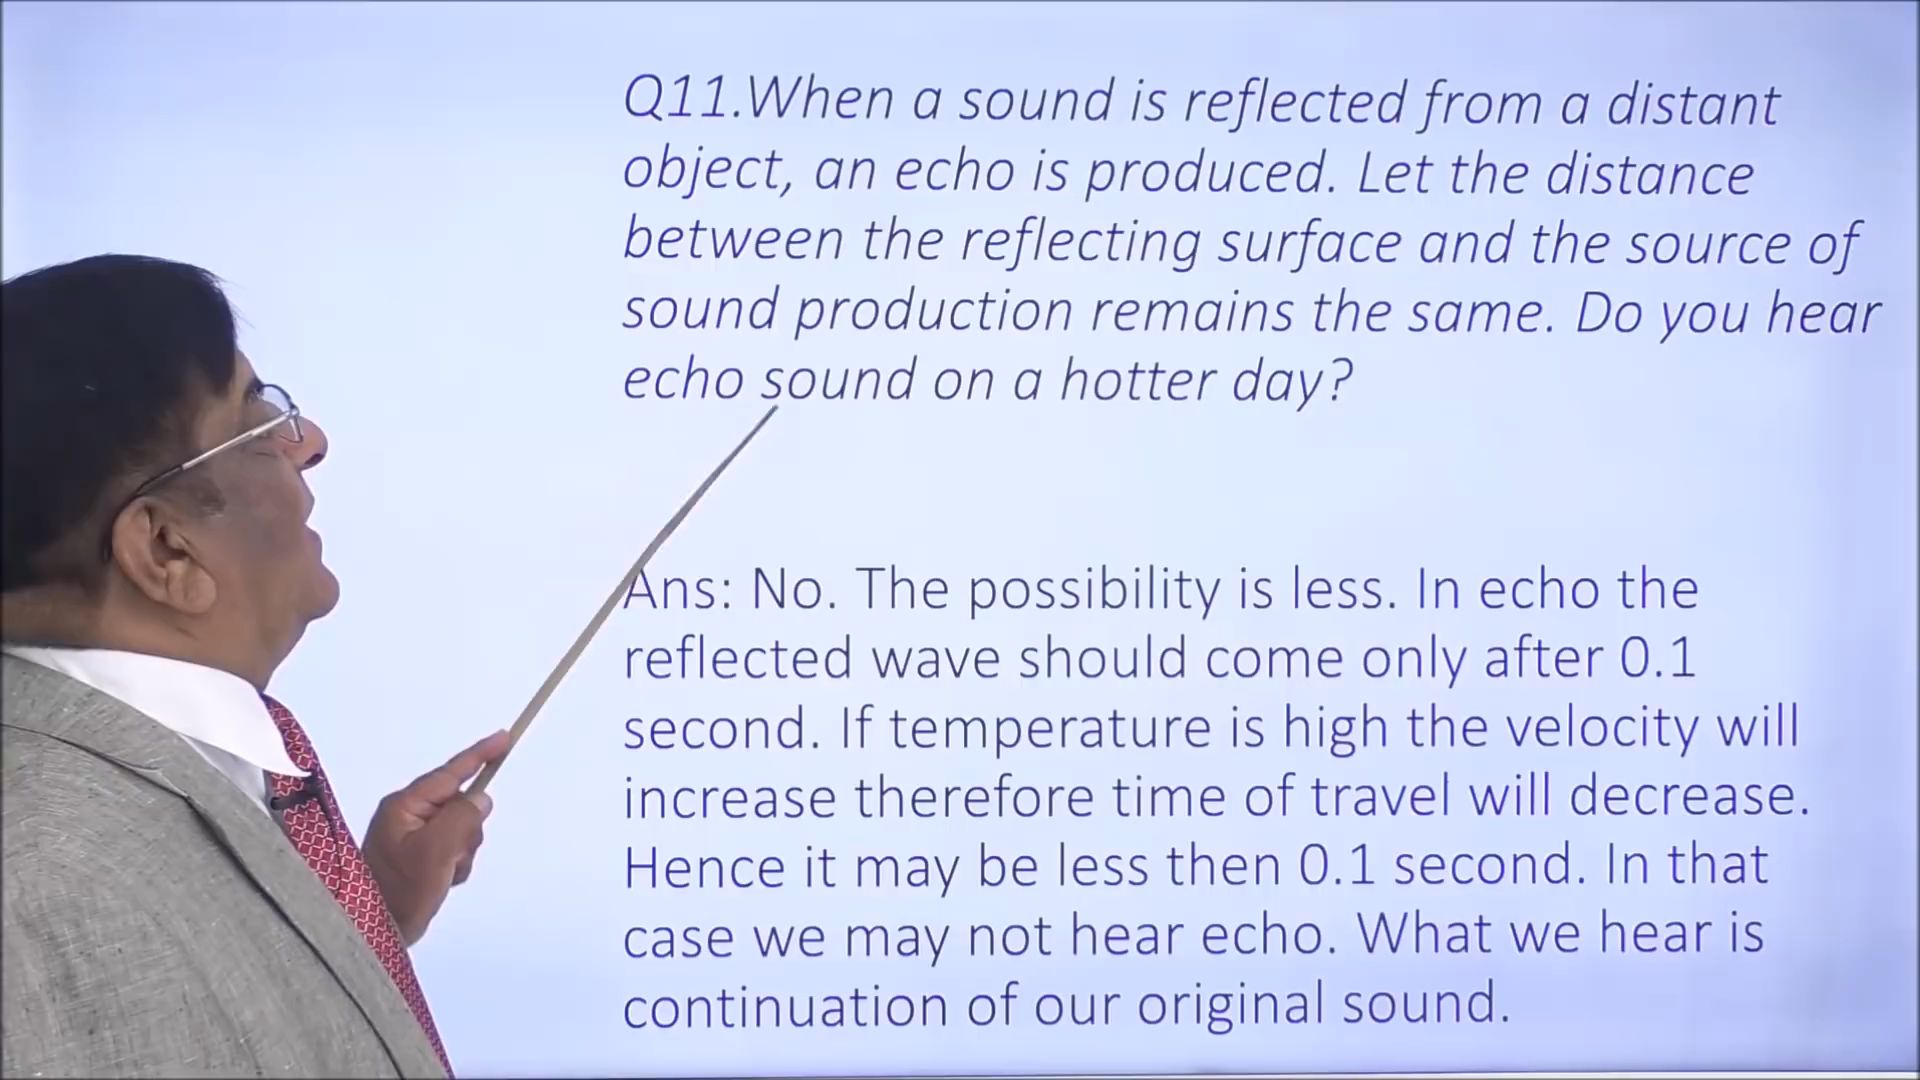 Q11.When a sound is reflected from a distant
object, an echo is produced. Let the distance
between the reflecting surface and the source of
sound production remains the same. Do you hear
echo sound on a hotter day?
Ans: No. The possibility is less. In echo the
reflected wave should come only after 0.1
second. If temperature is high the velocity will
increase therefore time of travel will decrease.
Hence it may be less then 0.1 second. In that
case we may not hear echo. What we hear is
continuation of our original sound.